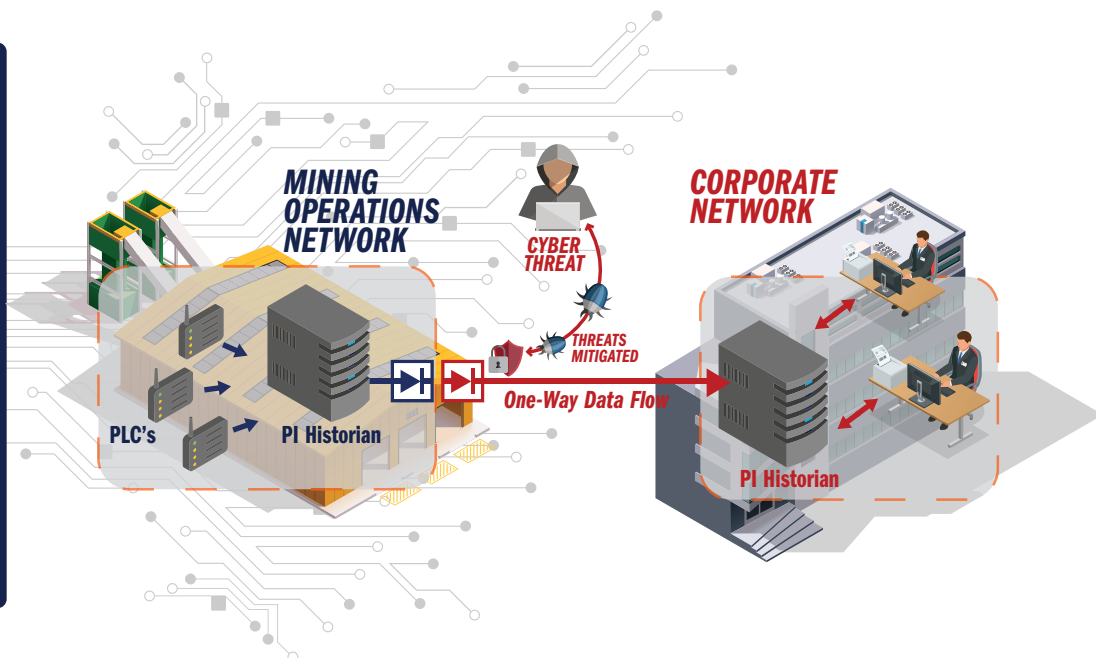 MINING
OPERATIONS
NETWORK
CORPORATE
NETWORK
CYBER
THREAT
THREATS
MITIGATED
One-Way Data Flow
PLC's
PI Historian
PI Historian